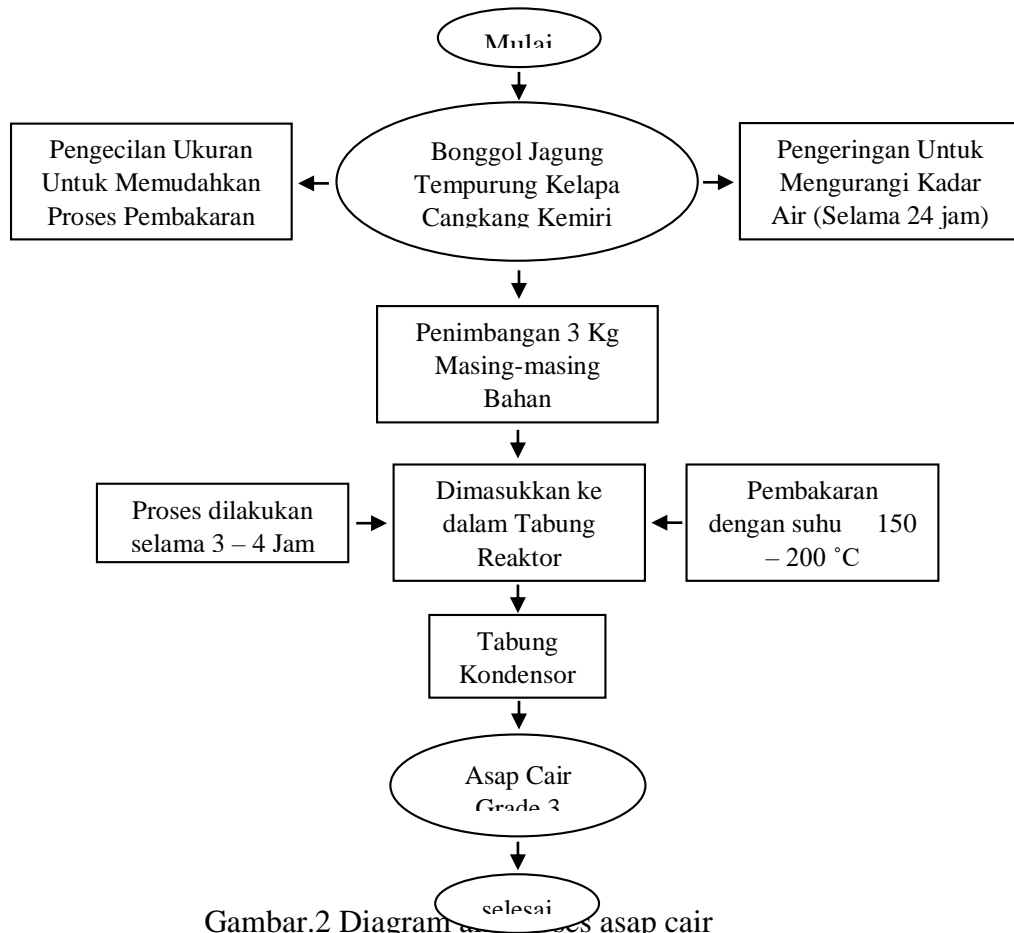 Mulai
Pengecilan Ukuran
Untuk Memudahkan
Proses Pembakaran
Bonggol Jagung
Tempurung Kelapa
Cangkang Kemiri
Pengeringan Untuk
Mengurangi Kadar
Air (Selama 24 jam)
Penimbangan 3 Kg
Masing-masing
Bahan
Proses dilakukan
selama 3 – 4 Jam
Dimasukkan ke
dalam Tabung
Reaktor
Pembakaran
dengan suhu 150
– 200 ˚C
Tabung
Kondensor
Asap Cair
Grade 3
selesai
Gambar.2 Diagram asap cair